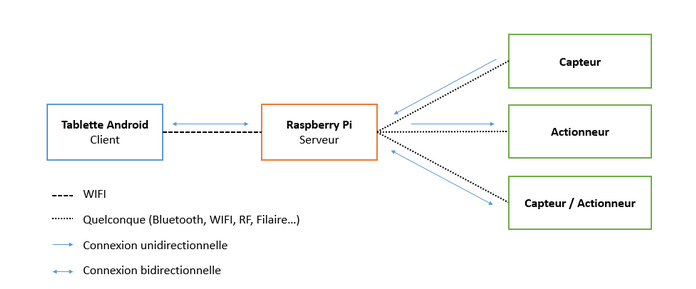 Capteur
Tablette Android
Client
Raspberry Pi
Serveur
Actionneur
Capteur / Actionneur
WIFI
Quelconque (Bluetooth, WIFI, RF, Filaire...)
Connexion unidirectionnelle
Connexion bidirectionnelle